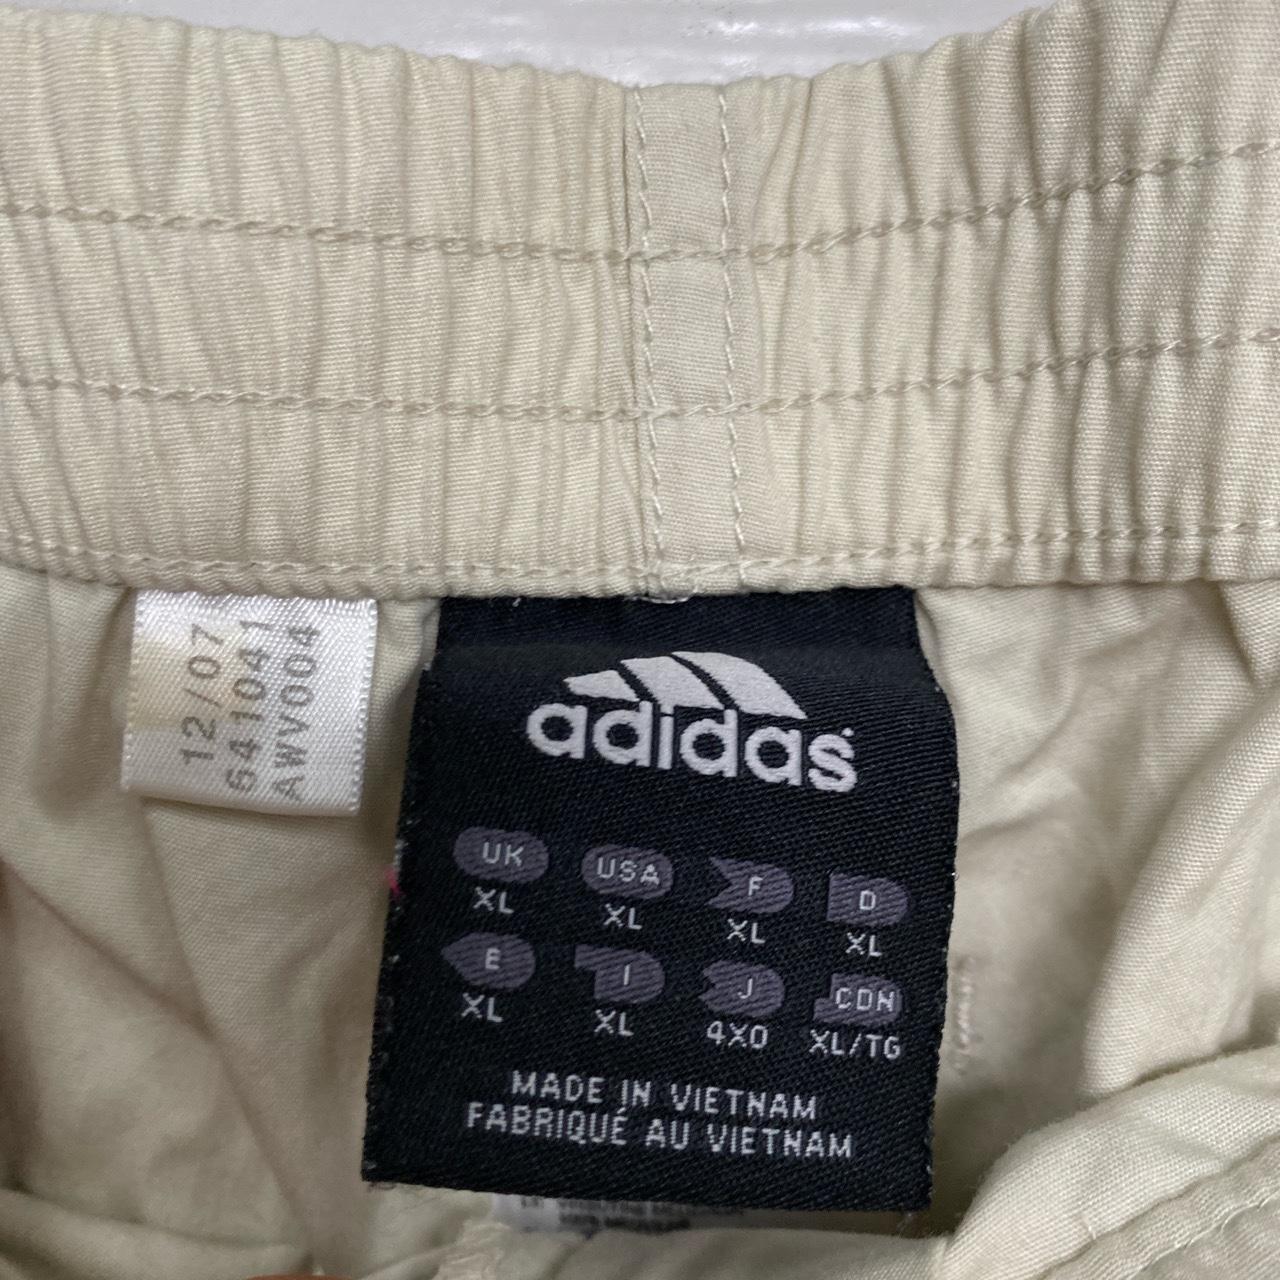 12/07
641041
AWV004
adidas
UK USA F D
XL XL XL XL
E I J CDN
XL XL 4XO XL/TG
MADE IN VIETNAM
FABRIQUÉ AU VIETNAM